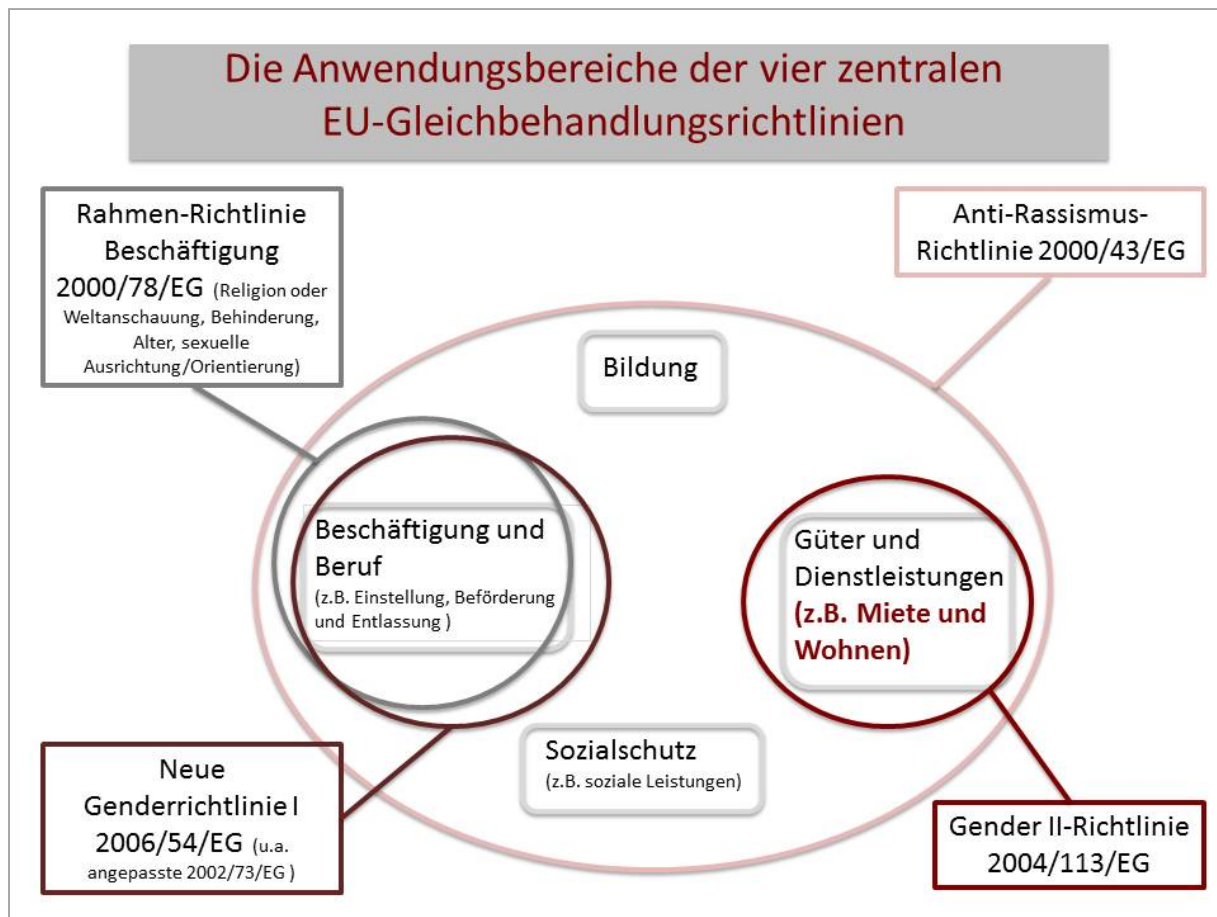 Die Anwendungsbereiche der vier zentralen
EU-Gleichbehandlungsrichtlinien
Rahmen-Richtlinie
Beschäftigung
2000/78/EG (Religion oder
Weltanschauung, Behinderung,
Alter, sexuelle
Ausrichtung/Orientierung)
Anti-Rassismus-
Richtlinie 2000/43/EG
Bildung
Beschäftigung und
Beruf
(z.B. Einstellung, Beförderung
und Entlassung )
Güter und
Dienstleistungen
(z.B. Miete und
Wohnen)
Sozialschutz
(z.B. soziale Leistungen)
Neue
Genderrichtlinie I
2006/54/EG (u.a.
angepasste 2002/73/EG )
Gender II-Richtlinie
2004/113/EG